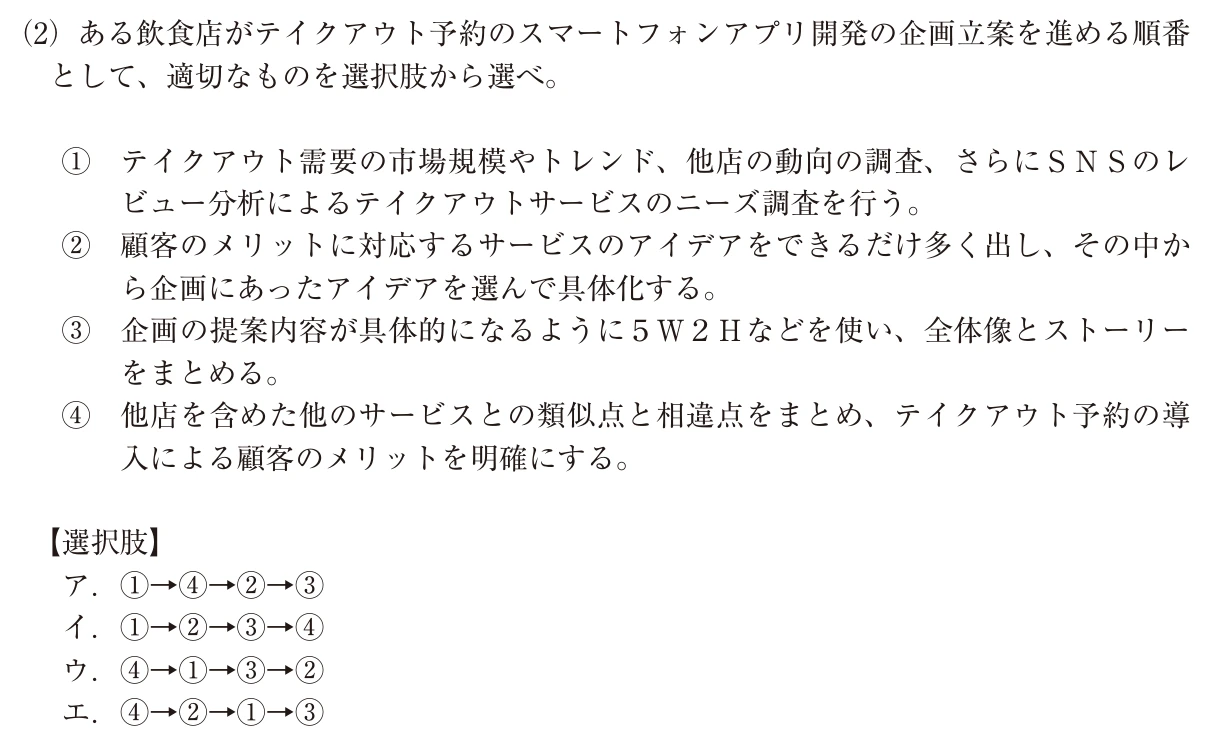 (2) ある飲食店がテイクアウト予約のスマートフォンアプリ開発の企画立案を進める順番
として、適切なものを選択肢から選べ。
① テイクアウト需要の市場規模やトレンド、他店の動向の調査、さらにＳＮＳのレ
ビュー分析によるテイクアウトサービスのニーズ調査を行う。
② 顧客のメリットに対応するサービスのアイデアをできるだけ多く出し、その中か
ら企画にあったアイデアを選んで具体化する。
③ 企画の提案内容が具体的になるように５Ｗ２Ｈなどを使い、全体像とストーリー
をまとめる。
④ 他店を含めた他のサービスとの類似点と相違点をまとめ、テイクアウト予約の導
入による顧客のメリットを明確にする。
【選択肢】
ア．①→④→②→③
イ．①→②→③→④
ウ．④→①→③→②
エ．④→②→①→③